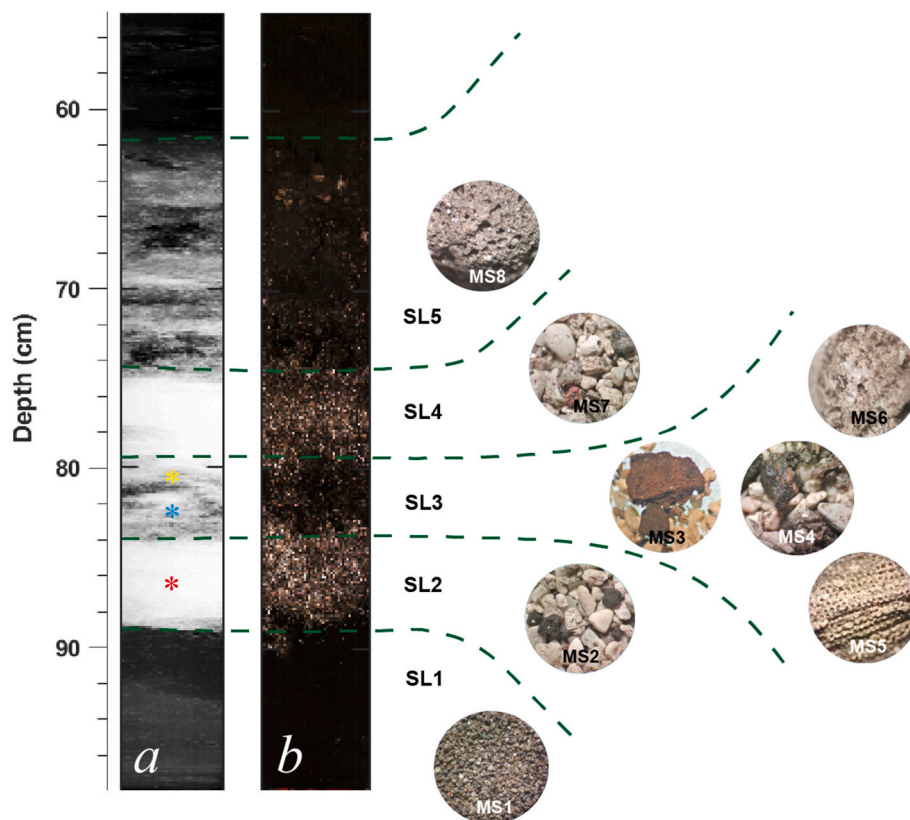 Depth (cm)
60
70
80
90
a
b
SL5
SL4
SL3
SL2
SL1
MS8
MS7
MS6
MS3
MS4
MS2
MS5
MS1